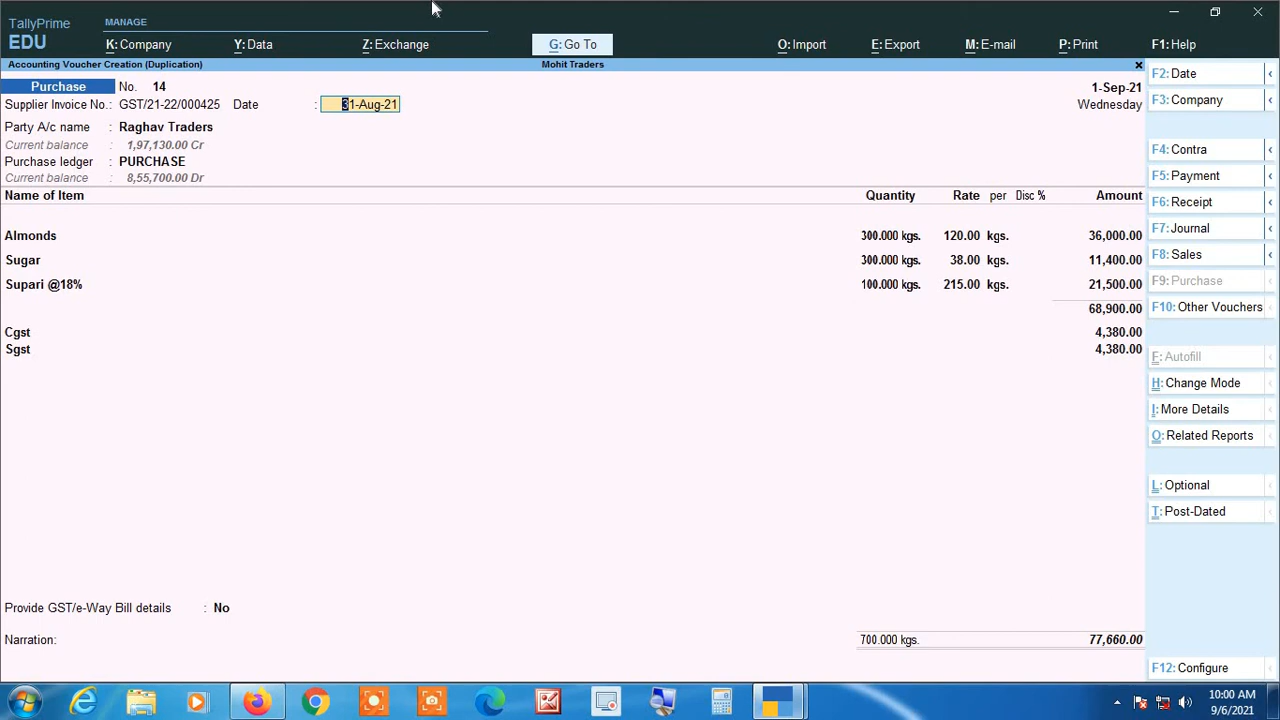 TallyPrime
EDU
MANAGE
K: Company
Y: Data
Z: Exchange
G: Go To
O: Import
E: Export
M: E-mail
P: Print
F1: Help
Accounting Voucher Creation (Duplication)
Mohit Traders
Purchase No. 14
1-Sep-21
Supplier Invoice No.: GST/21-22/000425 Date : 31-Aug-21
Wednesday
Party A/c name : Raghav Traders
Current balance : 1,97,130.00 Cr
Purchase ledger : PURCHASE
Current balance : 8,55,700.00 Dr
Name of Item Quantity Rate per Disc % Amount
Almonds 300.000 kgs. 120.00 kgs. 36,000.00
Sugar 300.000 kgs. 38.00 kgs. 11,400.00
Supari @18% 100.000 kgs. 215.00 kgs. 21,500.00
68,900.00
Cgst 4,380.00
Sgst 4,380.00
Provide GST/e-Way Bill details : No
Narration: 700.000 kgs. 77,660.00
F2: Date
F3: Company
F4: Contra
F5: Payment
F6: Receipt
F7: Journal
F8: Sales
F9: Purchase
F10: Other Vouchers
F: Autofill
H: Change Mode
I: More Details
O: Related Reports
L: Optional
T: Post-Dated
F12: Configure
10:00 AM
9/6/2021